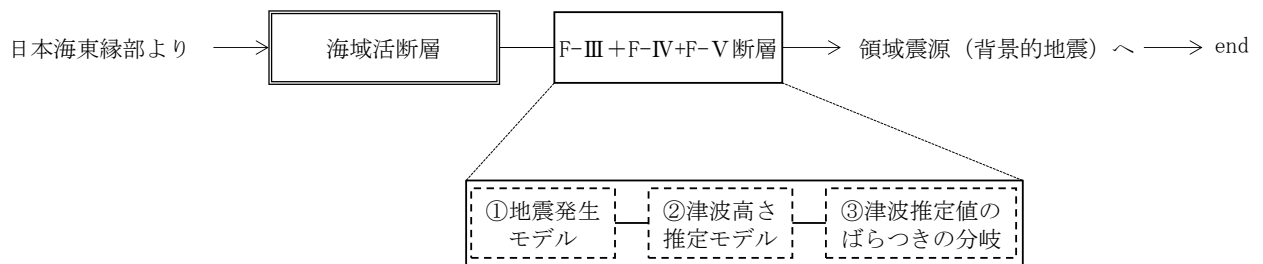 日本海東縁部より
海域活断層
F-Ⅲ+F-Ⅳ+F-Ⅴ断層
領域震源(背景的地震)へ
end
①地震発生
モデル
②津波高さ
推定モデル
③津波推定値の
ばらつきの分岐